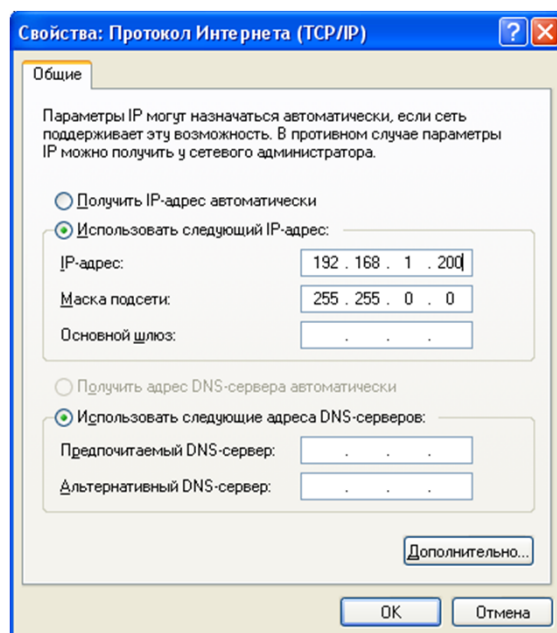 Свойства: Протокол Интернета (TCP/IP)
Общие
Параметры IP могут назначаться автоматически, если сеть
поддерживает эту возможность. В противном случае параметры
IP можно получить у сетевого администратора.
Получить IP-адрес автоматически
Использовать следующий IP-адрес:
IP-адрес: 192 . 168 . 1 . 200
Маска подсети: 255 . 255 . 0 . 0
Основной шлюз: . . .
Получить адрес DNS-сервера автоматически
Использовать следующие адреса DNS-серверов:
Предпочитаемый DNS-сервер: . . .
Альтернативный DNS-сервер: . . .
Дополнительно...
OK Отмена